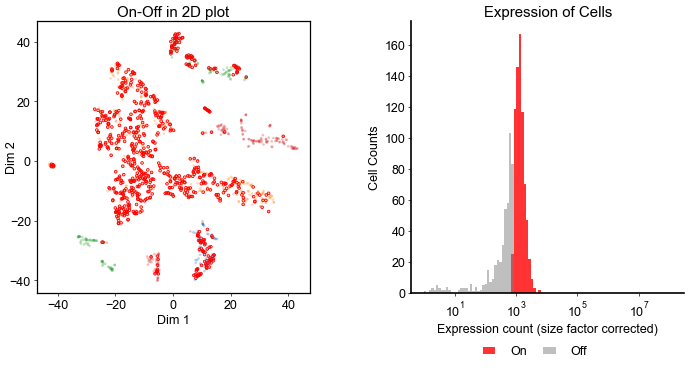 On-Off in 2D plot
Dim 2
40
20
0
−20
−40
−40 −20 0 20 40
Dim 1
Expression of Cells
Cell Counts
160
140
120
100
80
60
40
20
0
10^1 10^3 10^5 10^7
Expression count (size factor corrected)
On Off